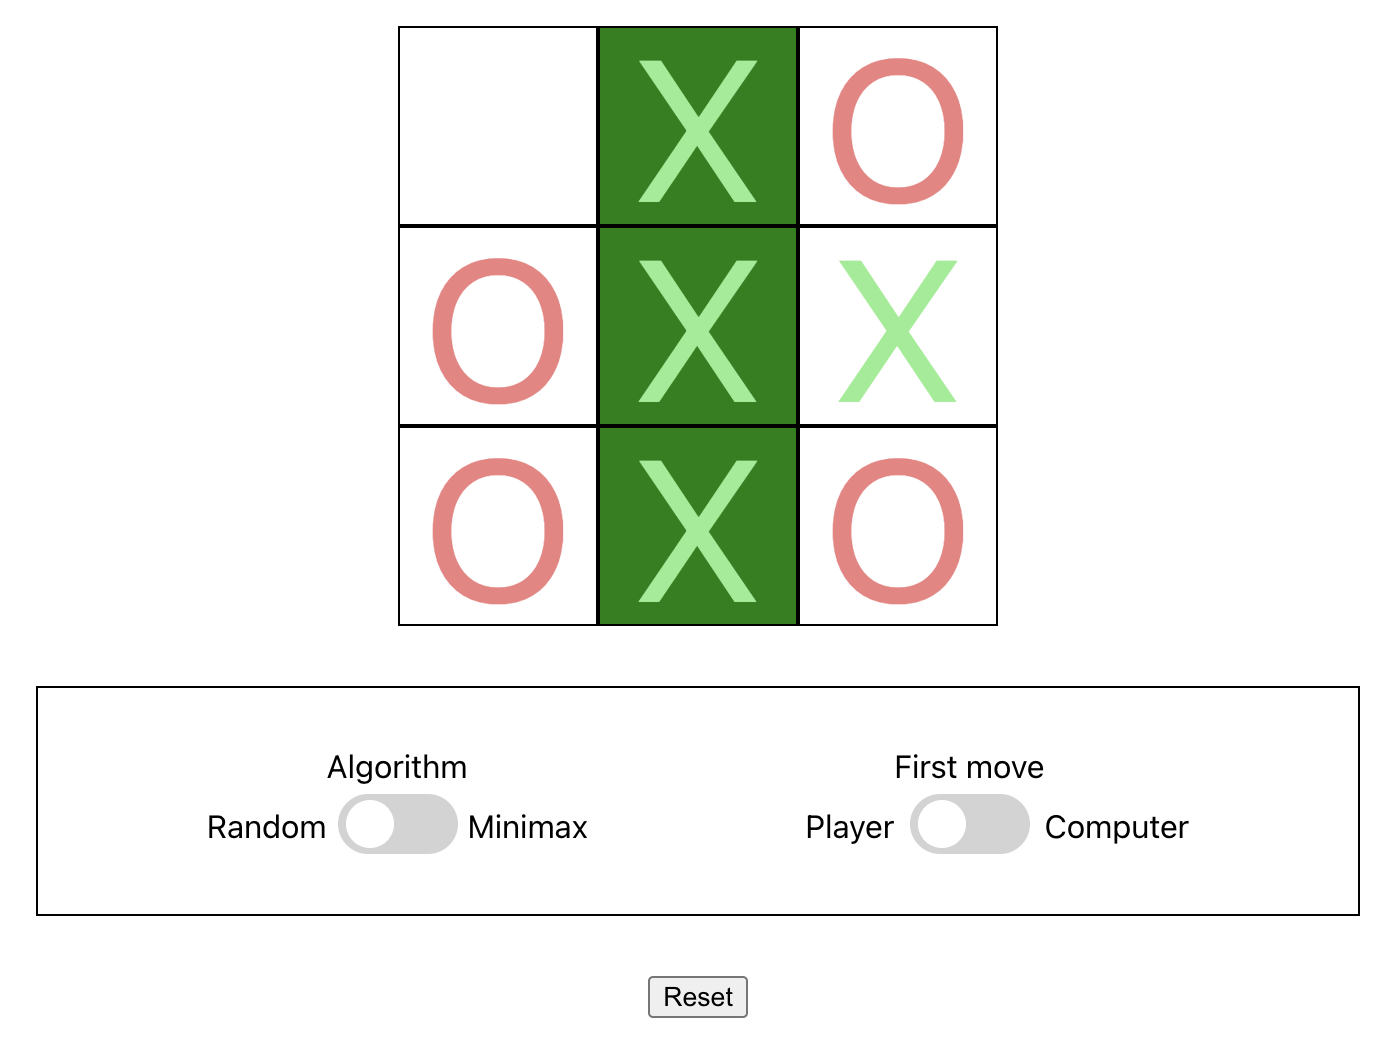 X O
O X X
O X O
Algorithm
Random Minimax
First move
Player Computer
Reset